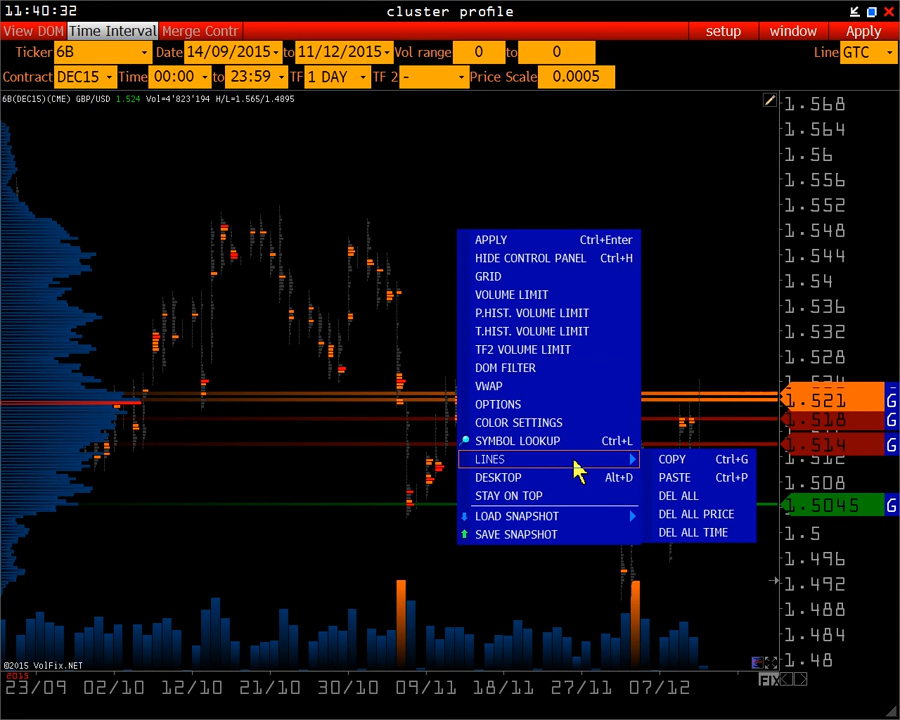 11:40:32 cluster profile
View DOM Time Interval Merge Contr setup window Apply
Ticker 6B Date 14/09/2015 to 11/12/2015 Vol range 0 to 0 Line GTC
Contract DEC15 Time 00:00 to 23:59 TF 1 DAY TF 2 - Price Scale 0.0005
6B(DEC15)(CME) GBP/USD 1.524 Vol=4'823'194 H/L=1.565/1.4895
1.568
1.564
1.56
1.556
1.552
1.548
1.544
1.54
1.536
1.532
1.528
1.521 G
1.518 G
1.514 G
1.512
1.508
1.5045 G
1.5
1.496
1.492
1.488
1.484
1.48
APPLY Ctrl+Enter
HIDE CONTROL PANEL Ctrl+H
GRID
VOLUME LIMIT
P.HIST. VOLUME LIMIT
T.HIST. VOLUME LIMIT
TF2 VOLUME LIMIT
DOM FILTER
VWAP
OPTIONS
COLOR SETTINGS
SYMBOL LOOKUP Ctrl+L
LINES
DESKTOP Alt+D
STAY ON TOP
LOAD SNAPSHOT
SAVE SNAPSHOT
COPY Ctrl+G
PASTE Ctrl+P
DEL ALL
DEL ALL PRICE
DEL ALL TIME
©2015 VolFix.NET
2015
23/09 02/10 12/10 21/10 30/10 09/11 18/11 27/11 07/12 FIX